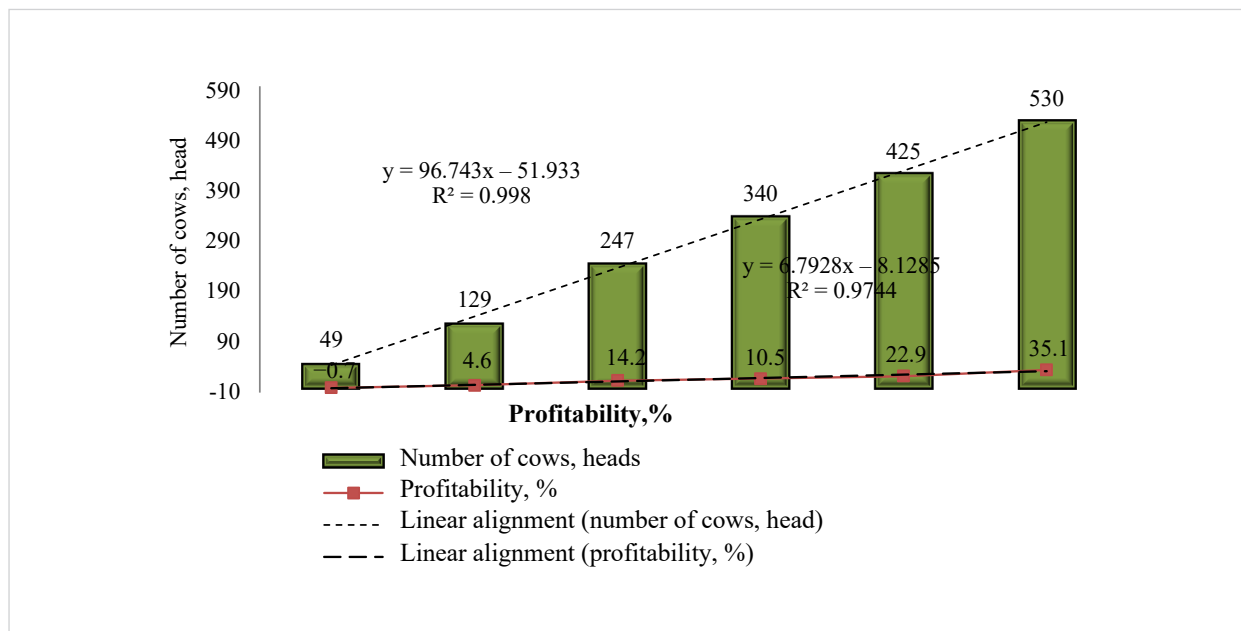 590
490
390
290
190
90
-10
Number of cows, head
y = 96.743x – 51.933
R² = 0.998
y = 6.7928x – 8.1285
R² = 0.9744
49
129
247
340
425
530
−0.7
4.6
14.2
10.5
22.9
35.1
Profitability,%
Number of cows, heads
Profitability, %
Linear alignment (number of cows, head)
Linear alignment (profitability, %)